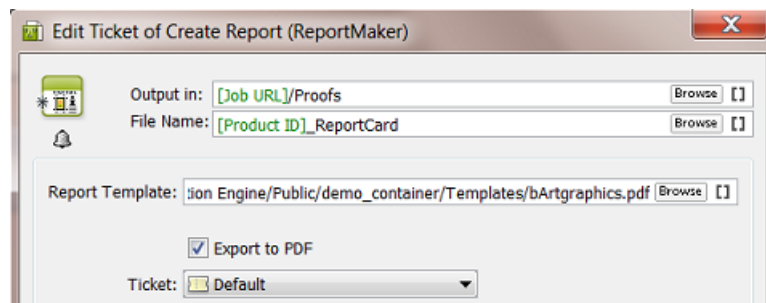 Edit Ticket of Create Report (ReportMaker)
Output in: [Job URL]/Proofs Browse []
File Name: [Product ID]_ReportCard Browse []
Report Template: tion Engine/Public/demo_container/Templates/bArtgraphics.pdf Browse []
Export to PDF
Ticket: Default